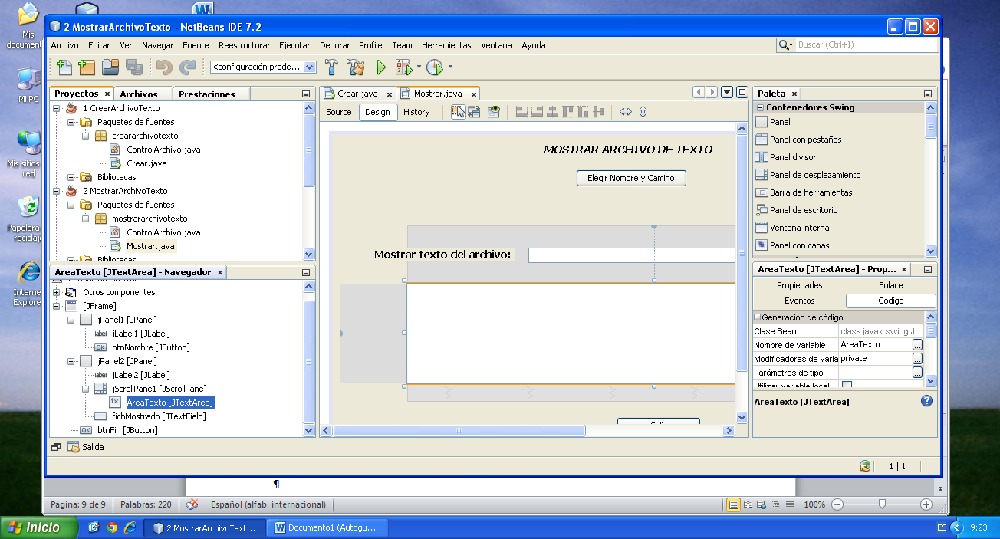 Mis
document
Mi PC
Mis sitios
red
Papelera
reciclaje
Interne
Explore
2 MostrarArchivoTexto - NetBeans IDE 7.2
Archivo Editar Ver Navegar Fuente Reestructurar Ejecutar Depurar Profile Team Herramientas Ventana Ayuda
Buscar (Ctrl+I)
<configuración prede...
Proyectos Archivos Prestaciones
1 CrearArchivoTexto
Paquetes de fuentes
creararchivotexto
ControlArchivo.java
Crear.java
Bibliotecas
2 MostrarArchivoTexto
Paquetes de fuentes
mostrararchivotexto
ControlArchivo.java
Mostrar.java
Bibliotecas
AreaTexto [JTextArea] - Navegador
Formulario Mostrar
Otros componentes
[JFrame]
jPanel1 [JPanel]
label jLabel1 [JLabel]
OK btnNombre [JButton]
jPanel2 [JPanel]
label jLabel2 [JLabel]
jScrollPane1 [JScrollPane]
tx AreaTexto [JTextArea]
fichMostrado [JTextField]
OK btnFin [JButton]
Salida
Crear.java Mostrar.java
Source Design History
MOSTRAR ARCHIVO DE TEXTO
Elegir Nombre y Camino
Mostrar texto del archivo:
Paleta
Contenedores Swing
Panel
Panel con pestañas
Panel divisor
Panel de desplazamiento
Barra de herramientas
Panel de escritorio
Ventana interna
Panel con capas
AreaTexto [JTextArea] - Prop...
Propiedades Enlace
Eventos Codigo
Generación de código
Clase Bean class javax.swing.J...
Nombre de variable AreaTexto ...
Modificadores de varia private ...
Parámetros de tipo ...
Utilizar variable local
AreaTexto [JTextArea]
1 | 1
¶
Página: 9 de 9 Palabras: 220 Español (alfab. internacional) 100%
Inicio 2 MostrarArchivoText... Documento1 (Autogu... ES 9:23